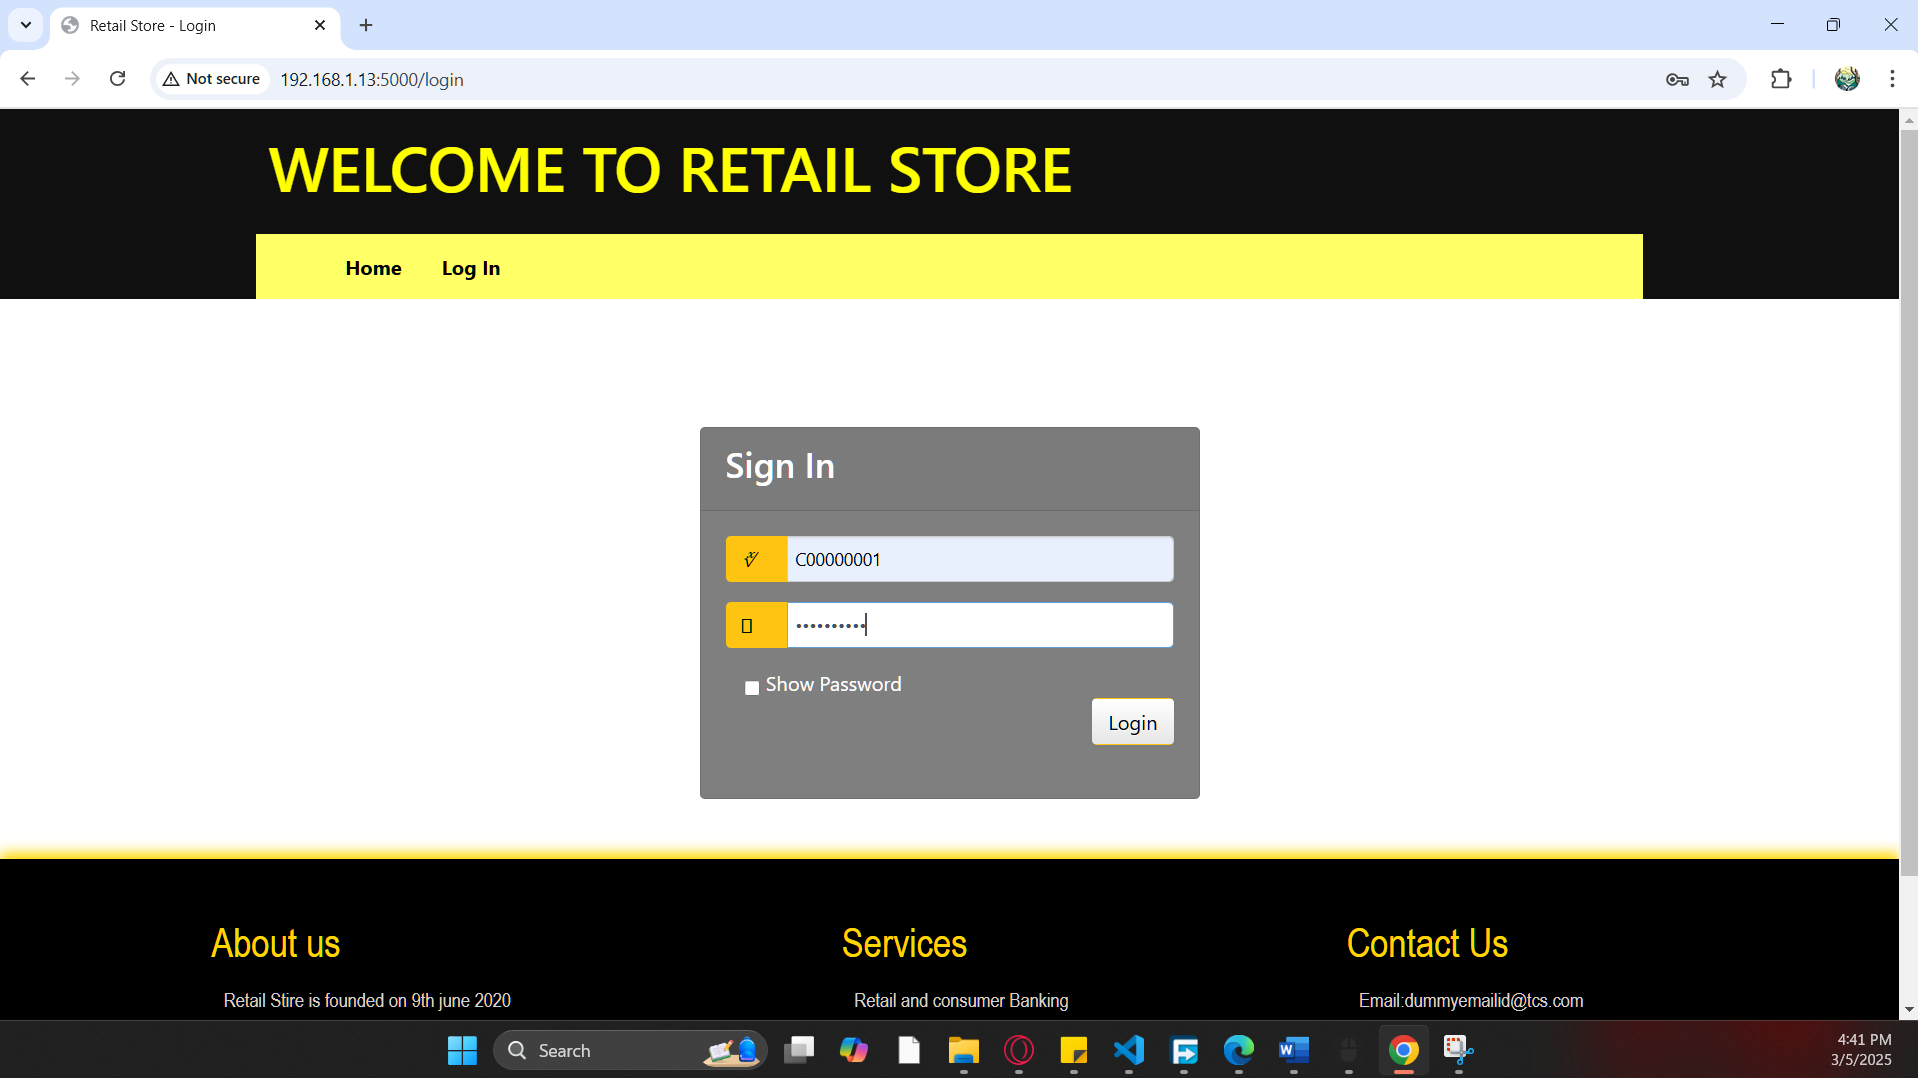 Retail Store - Login
Not secure
192.168.1.13:5000/login
WELCOME TO RETAIL STORE
Home
Log In
Sign In
C00000001
••••••••••
Show Password
Login
About us
Services
Contact Us
Retail Stire is founded on 9th june 2020
Retail and consumer Banking
Email:dummyemailid@tcs.com
Search
4:41 PM
3/5/2025